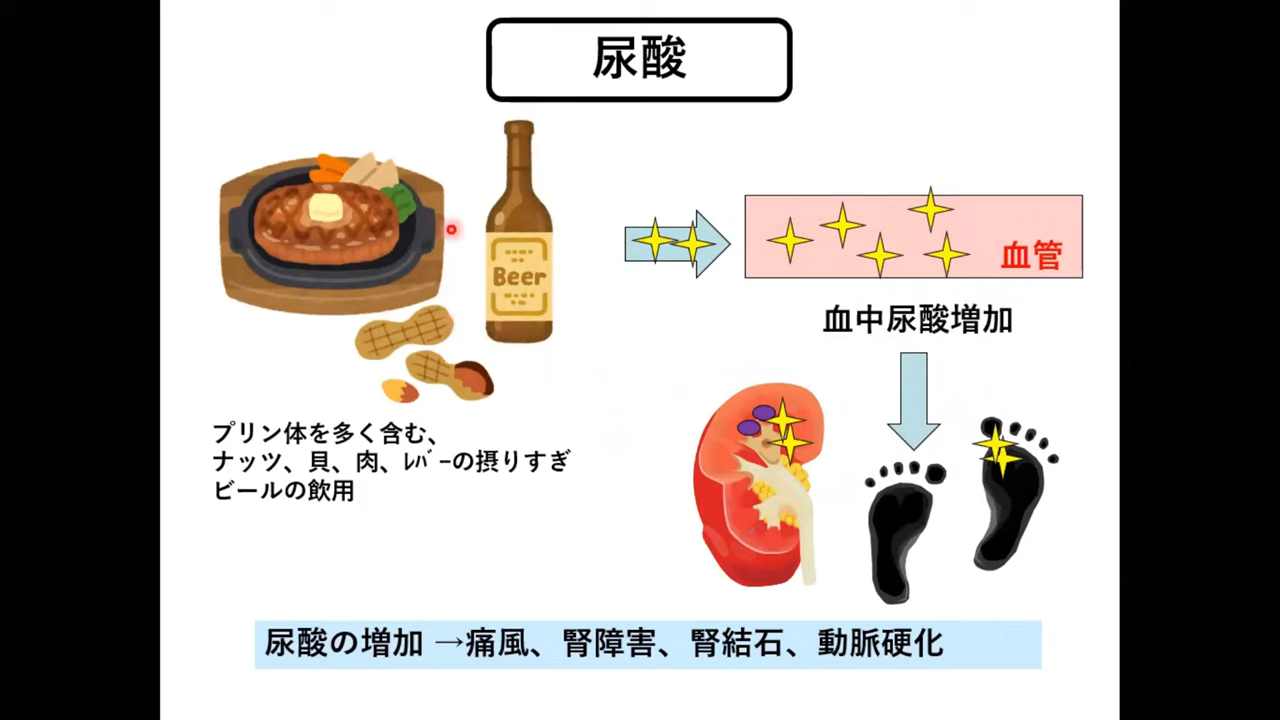 尿酸
Beer
血管
血中尿酸増加
プリン体を多く含む、
ナッツ、貝、肉、ﾚﾊﾞｰの摂りすぎ
ビールの飲用
尿酸の増加 →痛風、腎障害、腎結石、動脈硬化